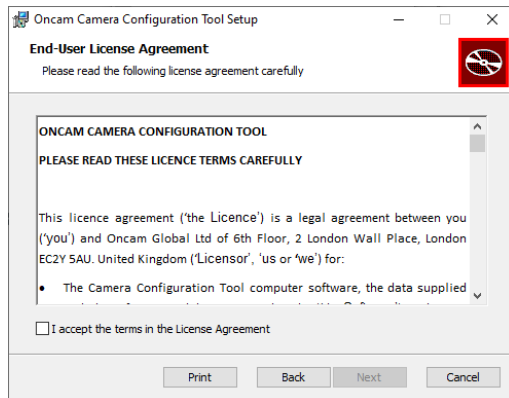 Oncam Camera Configuration Tool Setup
End-User License Agreement
Please read the following license agreement carefully
ONCAM CAMERA CONFIGURATION TOOL
PLEASE READ THESE LICENCE TERMS CAREFULLY
This licence agreement ('the Licence') is a legal agreement between you
('you') and Oncam Global Ltd of 6th Floor, 2 London Wall Place, London
EC2Y 5AU. United Kingdom ('Licensor', 'us or 'we') for:
• The Camera Configuration Tool computer software, the data supplied
I accept the terms in the License Agreement
Print Back Next Cancel